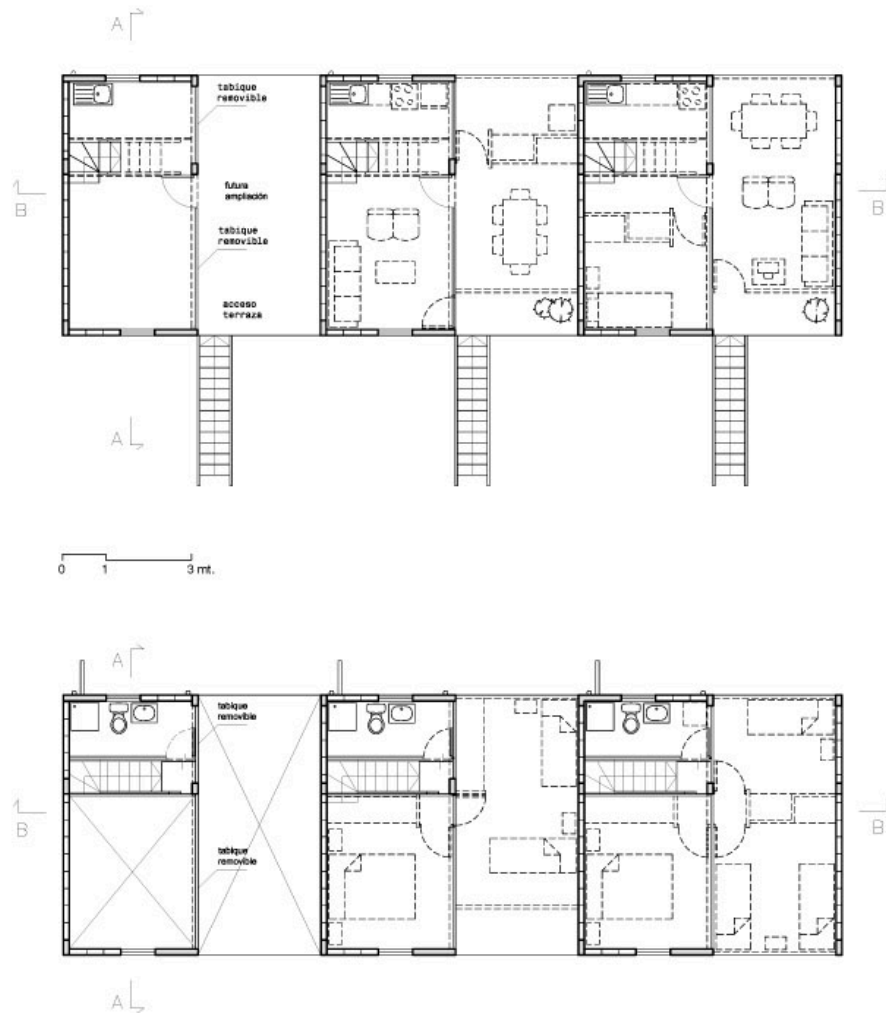 A
tabique
removible
futura
ampliación
B
B
tabique
removible
acceso
terraza
A
0 1 3 mt.
A
tabique
removible
B
B
tabique
removible
A